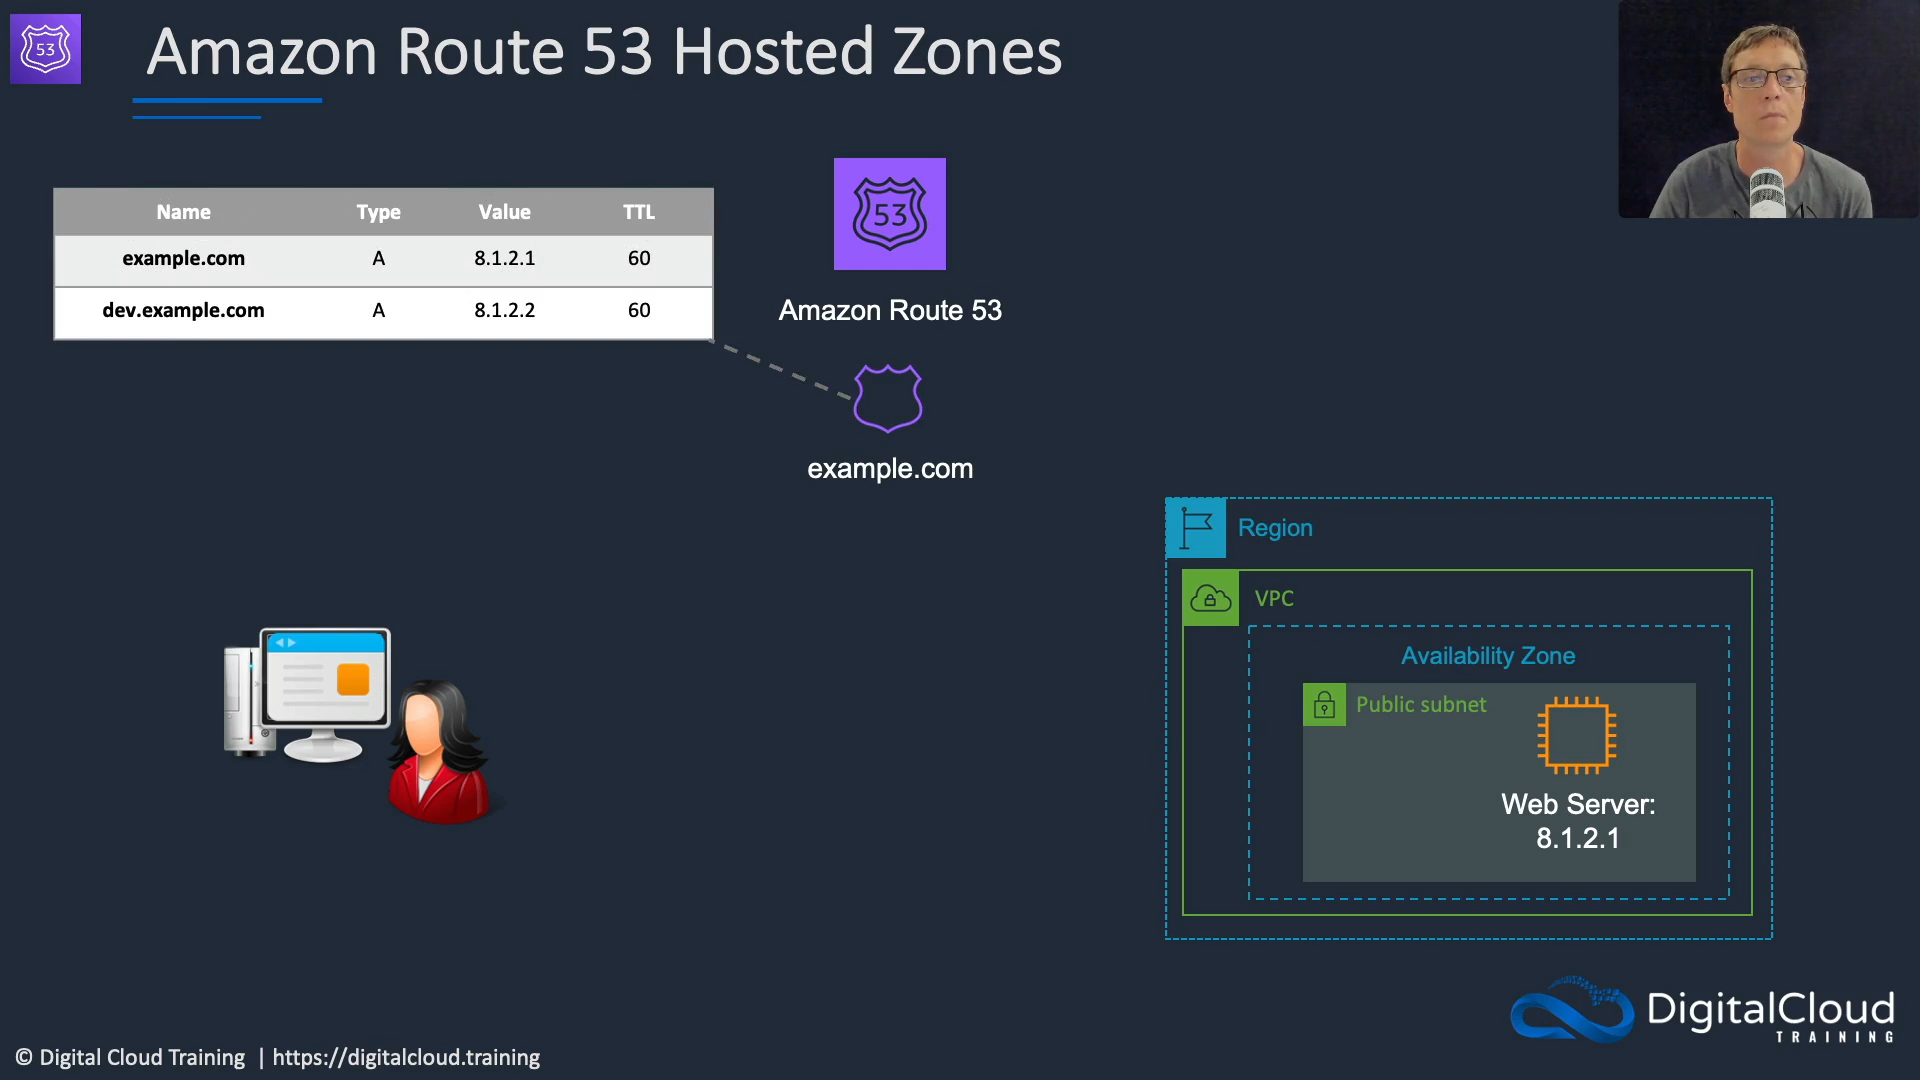 53
Amazon Route 53 Hosted Zones
Name Type Value TTL
example.com A 8.1.2.1 60
dev.example.com A 8.1.2.2 60
53
Amazon Route 53
example.com
Region
VPC
Availability Zone
Public subnet
Web Server:
8.1.2.1
DigitalCloud
TRAINING
© Digital Cloud Training | https://digitalcloud.training